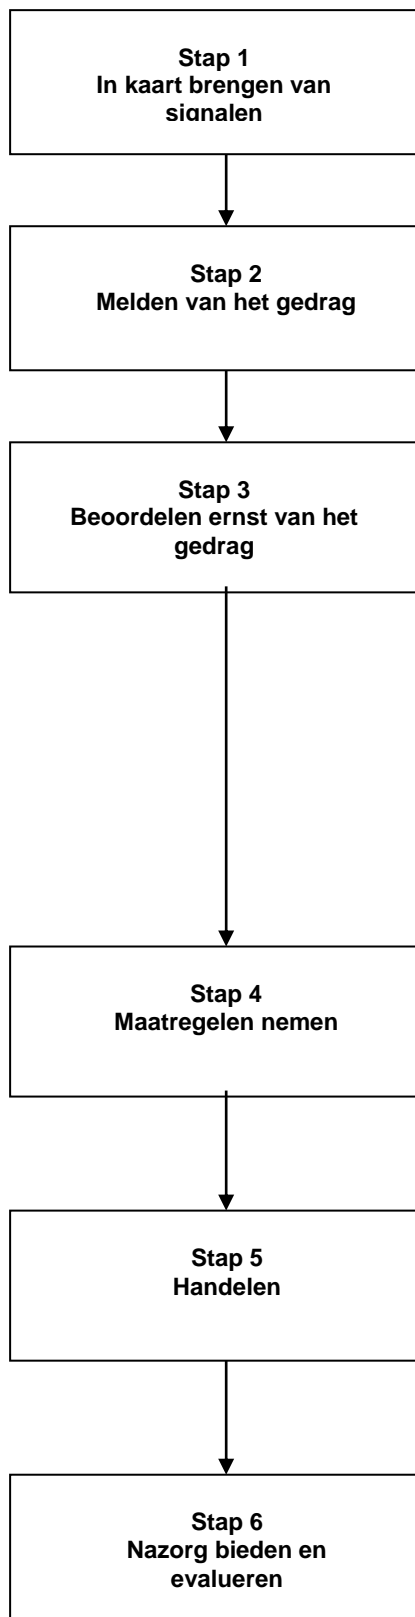 Stap 1
In kaart brengen van
signalen
Stap 2
Melden van het gedrag
Stap 3
Beoordelen ernst van het
gedrag
Stap 4
Maatregelen nemen
Stap 5
Handelen
Stap 6
Nazorg bieden en
evalueren